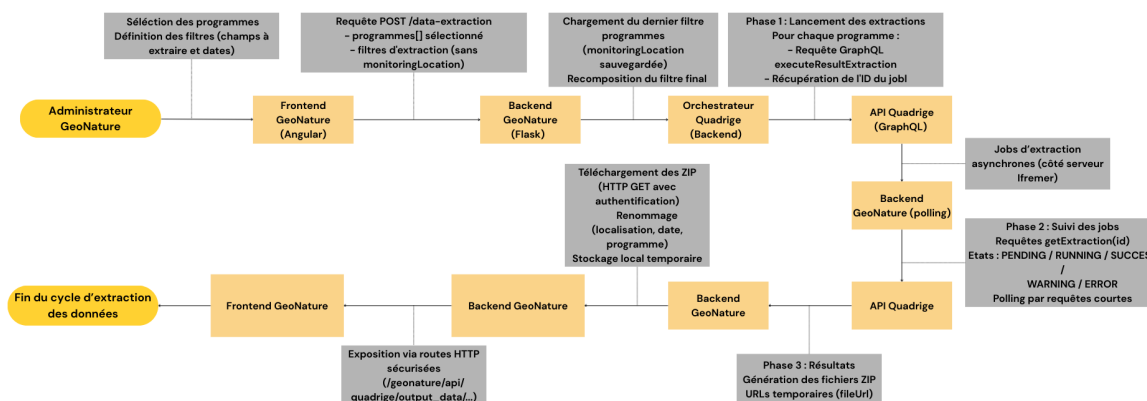 Sélection des programmes
Définition des filtres (champs à
extraire et dates)
Requête POST /data-extraction
- programmes[] sélectionné
- filtres d'extraction (sans
monitoringLocation)
Chargement du dernier filtre
programmes
(monitoringLocation
sauvegardée)
Recomposition du filtre final
Phase 1 : Lancement des extractions
Pour chaque programme :
- Requête GraphQL
executeResultExtraction
- Récupération de l'ID du jobl
Administrateur
GeoNature
Frontend
GeoNature
(Angular)
Backend
GeoNature
(Flask)
Orchestrateur
Quadrige
(Backend)
API Quadrige
(GraphQL)
Jobs d'extraction
asynchrones (côté serveur
Ifremer)
Backend
GeoNature (polling)
Phase 2 : Suivi des jobs
Requêtes getExtraction(id)
Etats : PENDING / RUNNING / SUCCES
/
WARNING / ERROR
Polling par requêtes courtes
Téléchargement des ZIP
(HTTP GET avec
authentification)
Renommage
(localisation, date,
programme)
Stockage local temporaire
Fin du cycle d'extraction
des données
Frontend GeoNature
Backend GeoNature
Backend
GeoNature
API Quadrige
Exposition via routes HTTP
sécurisées
(/geonature/api/
quadrige/output_data/...)
Phase 3 : Résultats
Génération des fichiers ZIP
URLs temporaires (fileUrl)